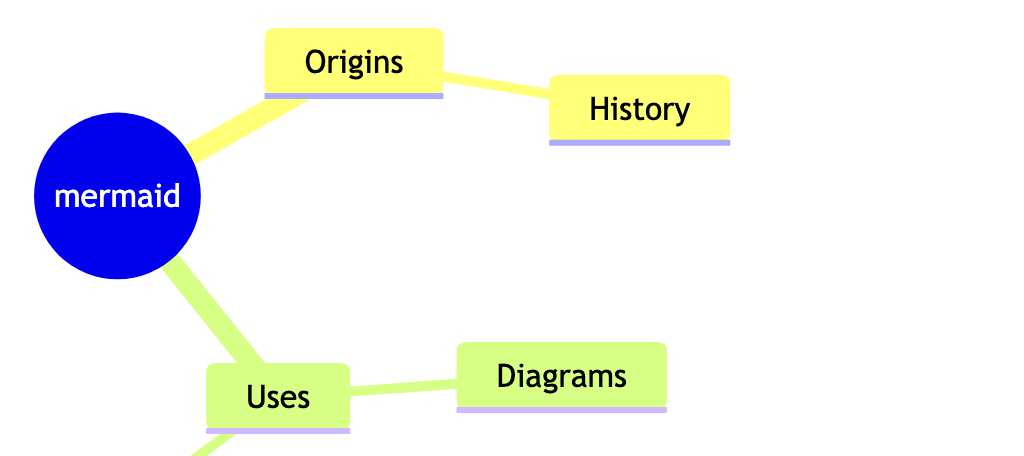 Origins
History
mermaid
Diagrams
Uses